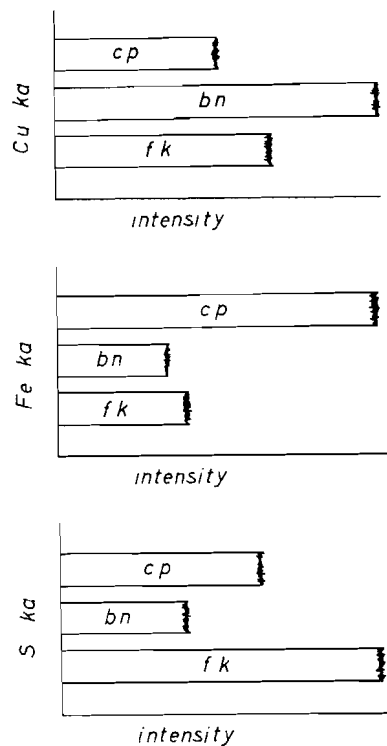 Cu ka
cp
bn
fk
intensity
Fe ka
cp
bn
fk
intensity
S ka
cp
bn
fk
intensity